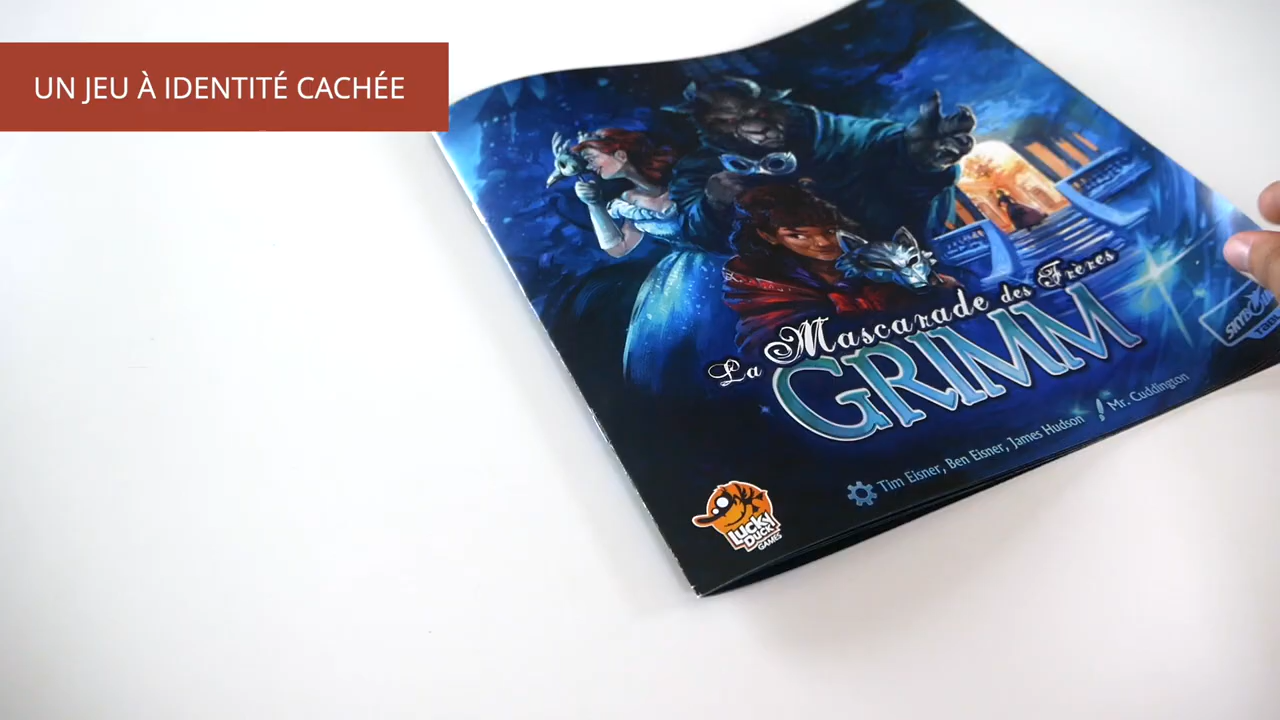 UN JEU À IDENTITÉ CACHÉE
La Mascarade des Frères
GRIMM
Tim Eisner, Ben Eisner, James Hudson Mr. Cuddington
LUCKY
DUCK
GAMES